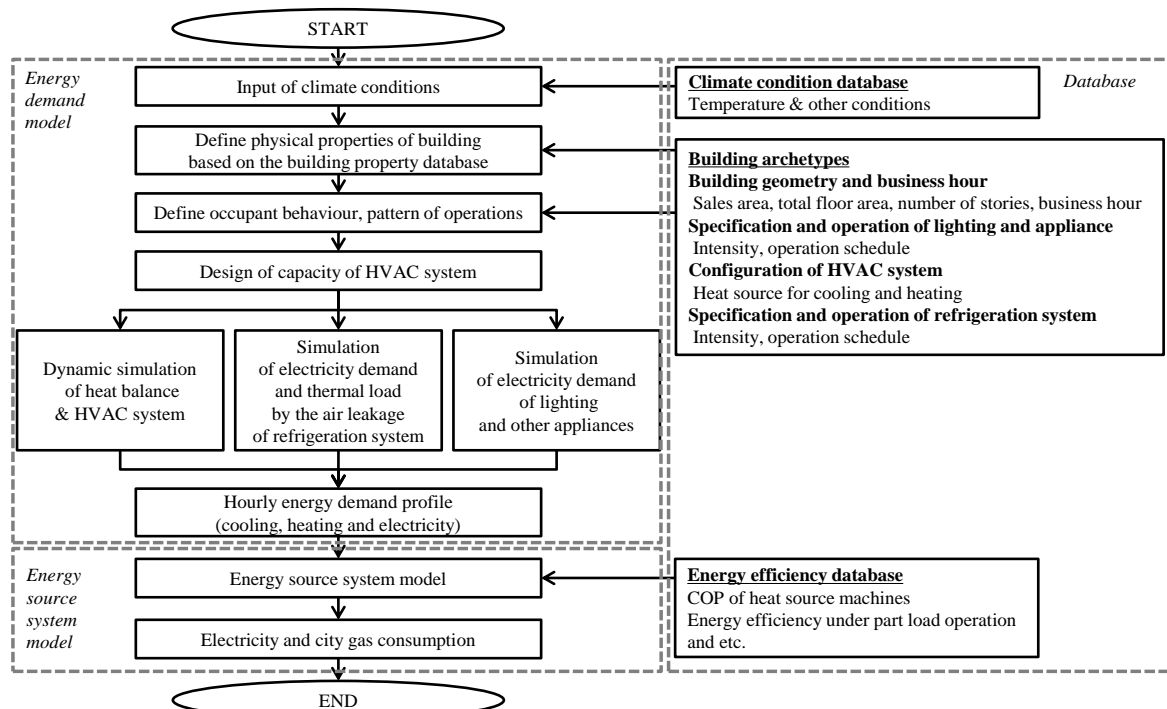 START
Energy
demand
model
Input of climate conditions
Define physical properties of building
based on the building property database
Define occupant behaviour, pattern of operations
Design of capacity of HVAC system
Dynamic simulation
of heat balance
& HVAC system
Simulation
of electricity demand
and thermal load
by the air leakage
of refrigeration system
Simulation
of electricity demand
of lighting
and other appliances
Hourly energy demand profile
(cooling, heating and electricity)
Energy
source
system
model
Energy source system model
Electricity and city gas consumption
END
Database
Climate condition database
Temperature & other conditions
Building archetypes
Building geometry and business hour
Sales area, total floor area, number of stories, business hour
Specification and operation of lighting and appliance
Intensity, operation schedule
Configuration of HVAC system
Heat source for cooling and heating
Specification and operation of refrigeration system
Intensity, operation schedule
Energy efficiency database
COP of heat source machines
Energy efficiency under part load operation
and etc.